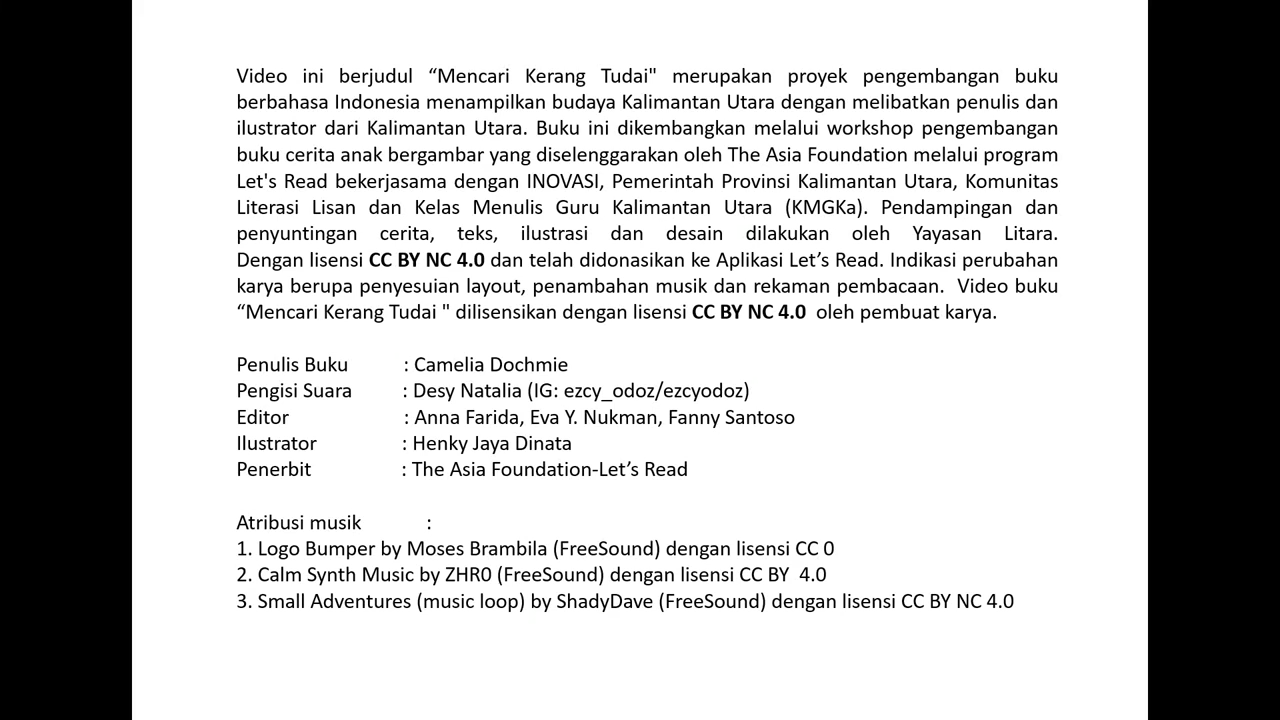 Video ini berjudul “Mencari Kerang Tudai" merupakan proyek pengembangan buku
berbahasa Indonesia menampilkan budaya Kalimantan Utara dengan melibatkan penulis dan
ilustrator dari Kalimantan Utara. Buku ini dikembangkan melalui workshop pengembangan
buku cerita anak bergambar yang diselenggarakan oleh The Asia Foundation melalui program
Let's Read bekerjasama dengan INOVASI, Pemerintah Provinsi Kalimantan Utara, Komunitas
Literasi Lisan dan Kelas Menulis Guru Kalimantan Utara (KMGKa). Pendampingan dan
penyuntingan cerita, teks, ilustrasi dan desain dilakukan oleh Yayasan Litara.
Dengan lisensi CC BY NC 4.0 dan telah didonasikan ke Aplikasi Let’s Read. Indikasi perubahan
karya berupa penyesuian layout, penambahan musik dan rekaman pembacaan.  Video buku
“Mencari Kerang Tudai " dilisensikan dengan lisensi CC BY NC 4.0  oleh pembuat karya.
Penulis Buku : Camelia Dochmie
Pengisi Suara : Desy Natalia (IG: ezcy_odoz/ezcyodoz)
Editor : Anna Farida, Eva Y. Nukman, Fanny Santoso
Ilustrator : Henky Jaya Dinata
Penerbit : The Asia Foundation-Let’s Read
Atribusi musik :
1. Logo Bumper by Moses Brambila (FreeSound) dengan lisensi CC 0
2. Calm Synth Music by ZHR0 (FreeSound) dengan lisensi CC BY  4.0
3. Small Adventures (music loop) by ShadyDave (FreeSound) dengan lisensi CC BY NC 4.0